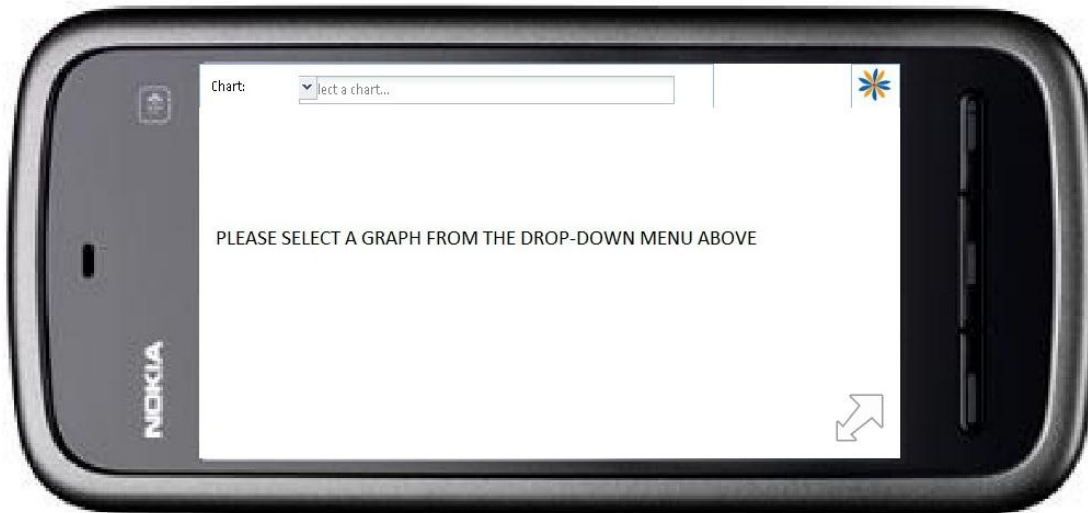 Chart:
lect a chart...
PLEASE SELECT A GRAPH FROM THE DROP-DOWN MENU ABOVE
NOKIA